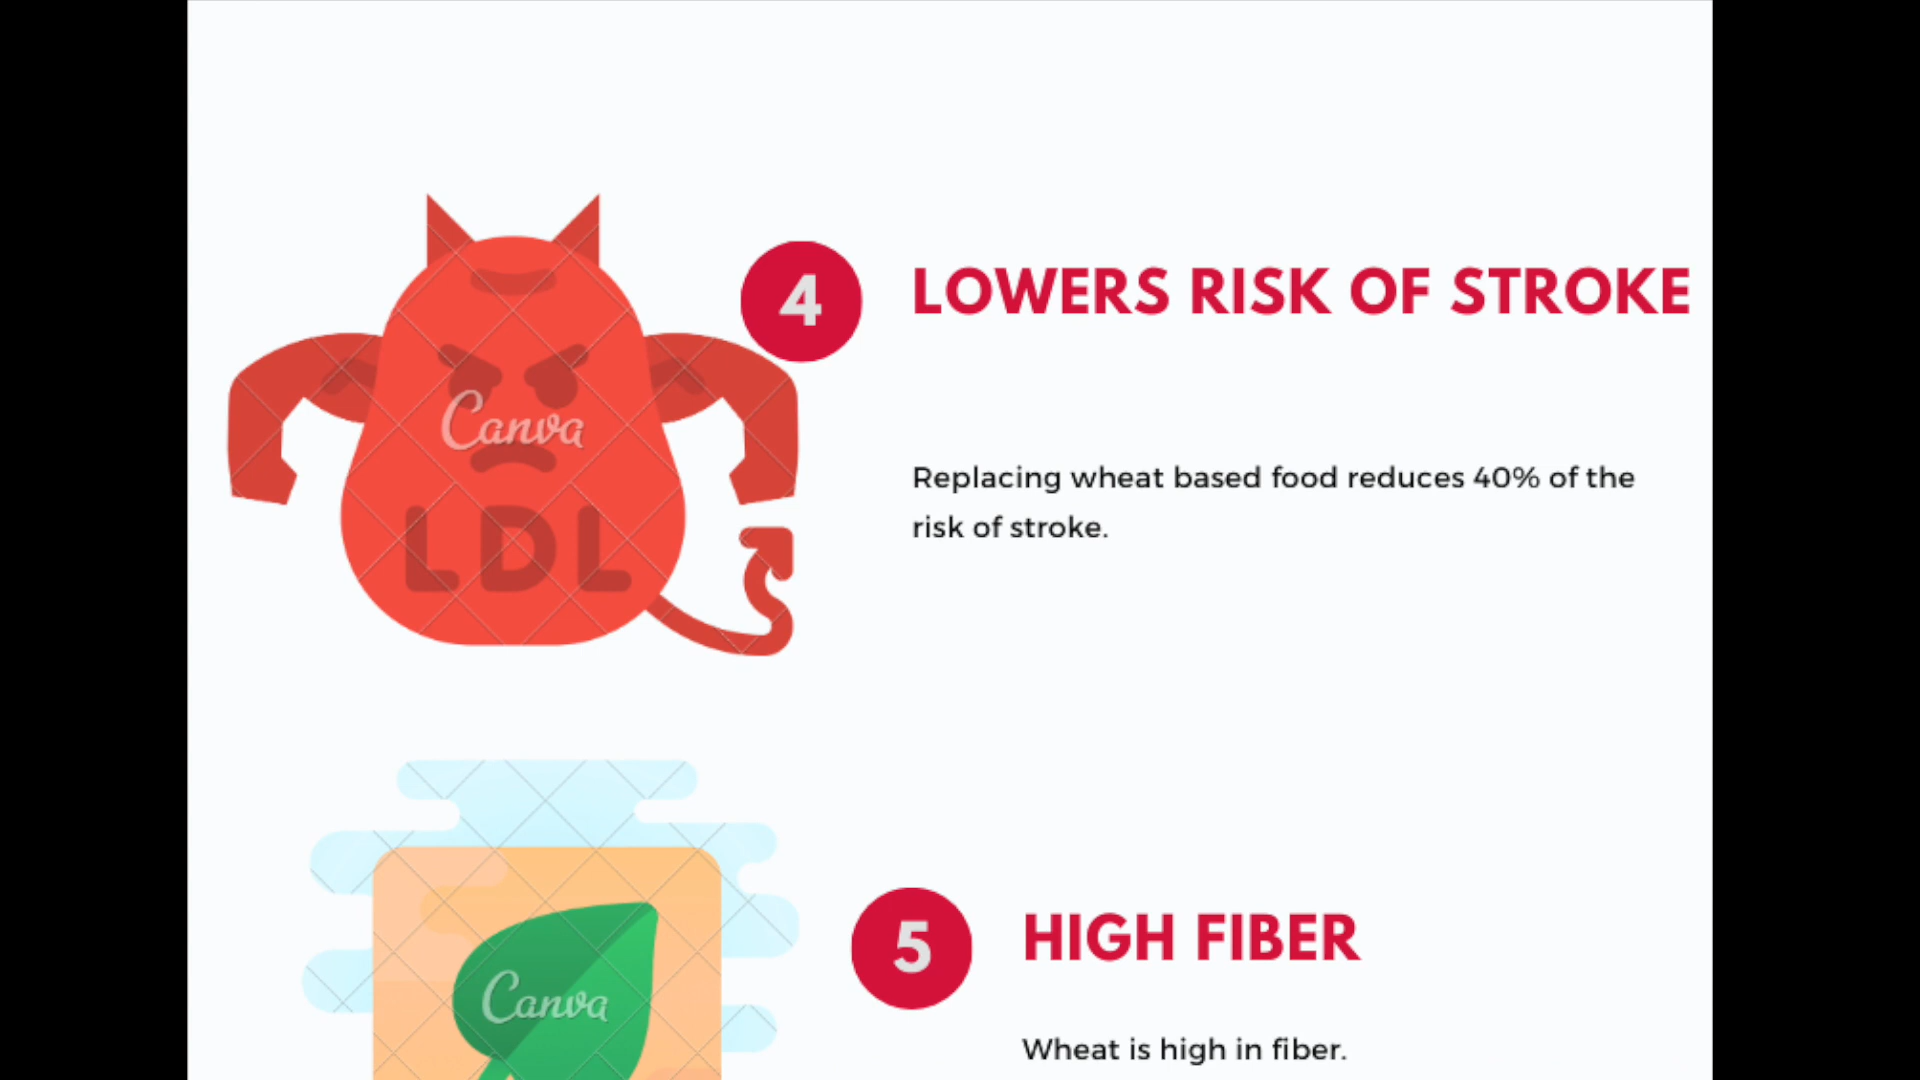 4
LOWERS RISK OF STROKE
Canva
LDL
Replacing wheat based food reduces 40% of the
risk of stroke.
5
HIGH FIBER
Canva
Wheat is high in fiber.